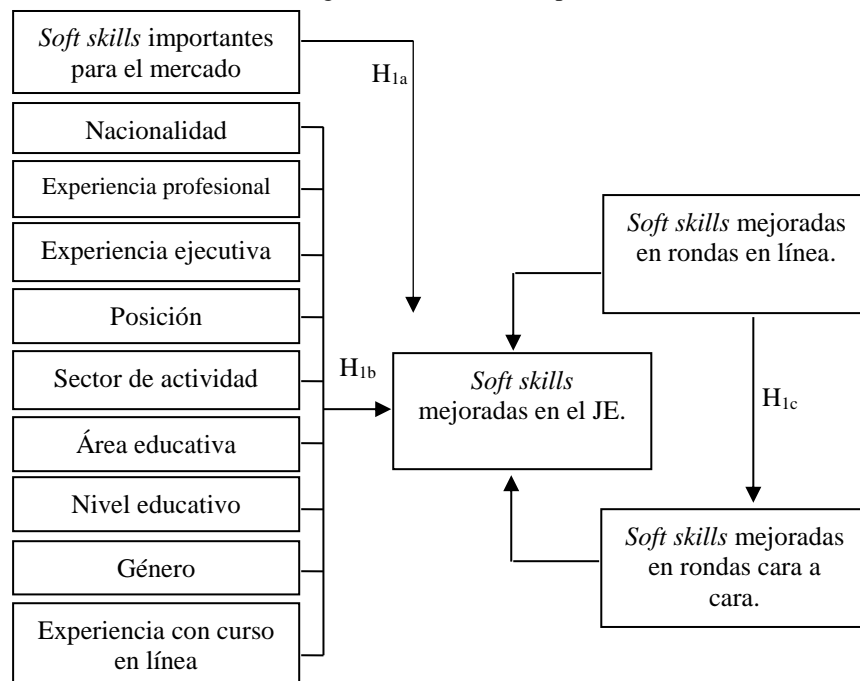 Soft skills importantes
para el mercado
H1a
Nacionalidad
Experiencia profesional
Experiencia ejecutiva
Posición
Sector de actividad
Área educativa
Nivel educativo
Género
Experiencia con curso
en línea
H1b
Soft skills
mejoradas en el JE.
Soft skills mejoradas
en rondas en línea.
H1c
Soft skills mejoradas
en rondas cara a
cara.